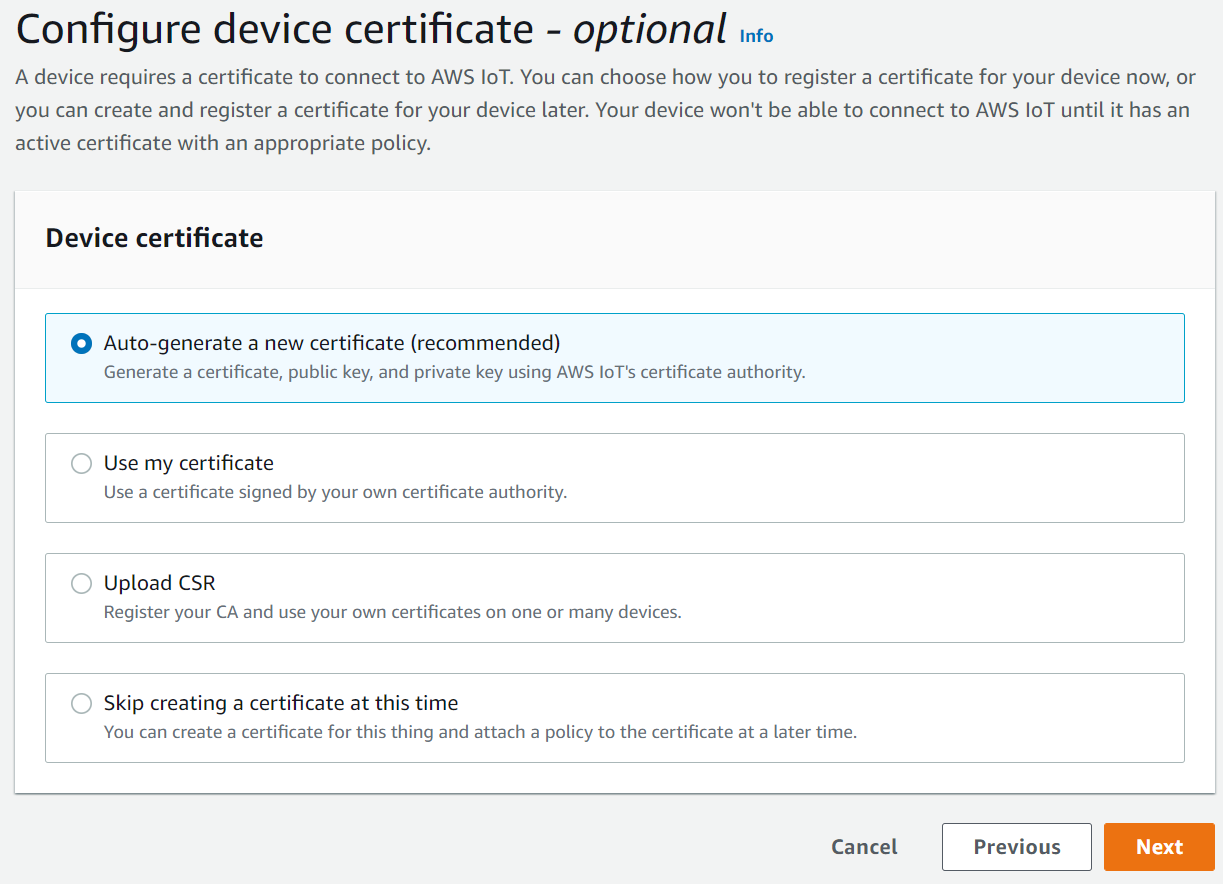 Configure device certificate - optional Info
A device requires a certificate to connect to AWS IoT. You can choose how you to register a certificate for your device now, or
you can create and register a certificate for your device later. Your device won't be able to connect to AWS IoT until it has an
active certificate with an appropriate policy.
Device certificate
Auto-generate a new certificate (recommended)
Generate a certificate, public key, and private key using AWS IoT's certificate authority.
Use my certificate
Use a certificate signed by your own certificate authority.
Upload CSR
Register your CA and use your own certificates on one or many devices.
Skip creating a certificate at this time
You can create a certificate for this thing and attach a policy to the certificate at a later time.
Cancel Previous Next